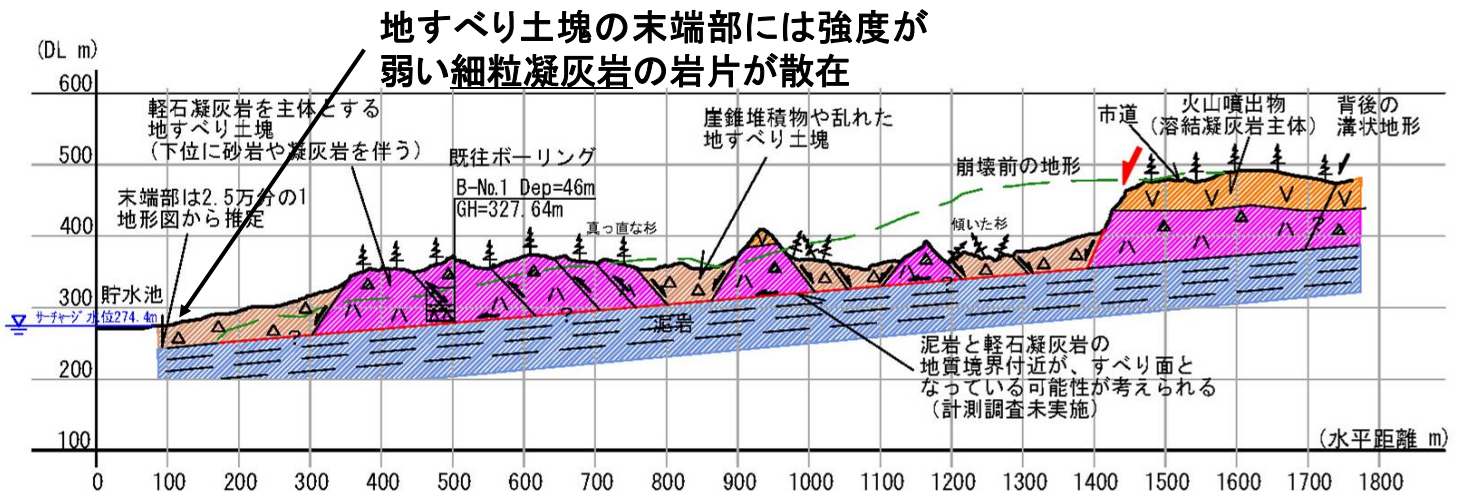 地すべり土塊の末端部には強度が
弱い細粒凝灰岩の岩片が散在
(DL m)
600
500
400
300
200
100
軽石凝灰岩を主体とする
地すべり土塊
(下位に砂岩や凝灰岩を伴う)
末端部は2.5万分の1
地形図から推定
既往ボーリング
B-No.1 Dep=46m
GH=327.64m
真っ直な杉
崖錐堆積物や乱れた
地すべり土塊
崩壊前の地形
傾いた杉
市道
火山噴出物
(溶結凝灰岩主体)
背後の
溝状地形
貯水池
サーチャージ水位274.4m
?
?
?
?
泥岩
泥岩と軽石凝灰岩の
地質境界付近が、すべり面と
なっている可能性が考えられる
(計測調査未実施)
(水平距離 m)
0 100 200 300 400 500 600 700 800 900 1000 1100 1200 1300 1400 1500 1600 1700 1800